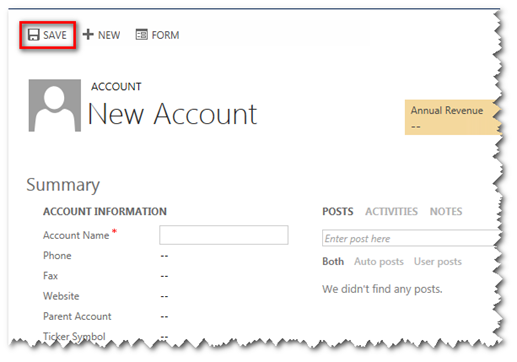 SAVE NEW FORM
ACCOUNT
New Account
Annual Revenue
--
Summary
ACCOUNT INFORMATION
Account Name *
Phone --
Fax --
Website --
Parent Account --
Ticker Symbol --
POSTS ACTIVITIES NOTES
Enter post here
Both Auto posts User posts
We didn't find any posts.